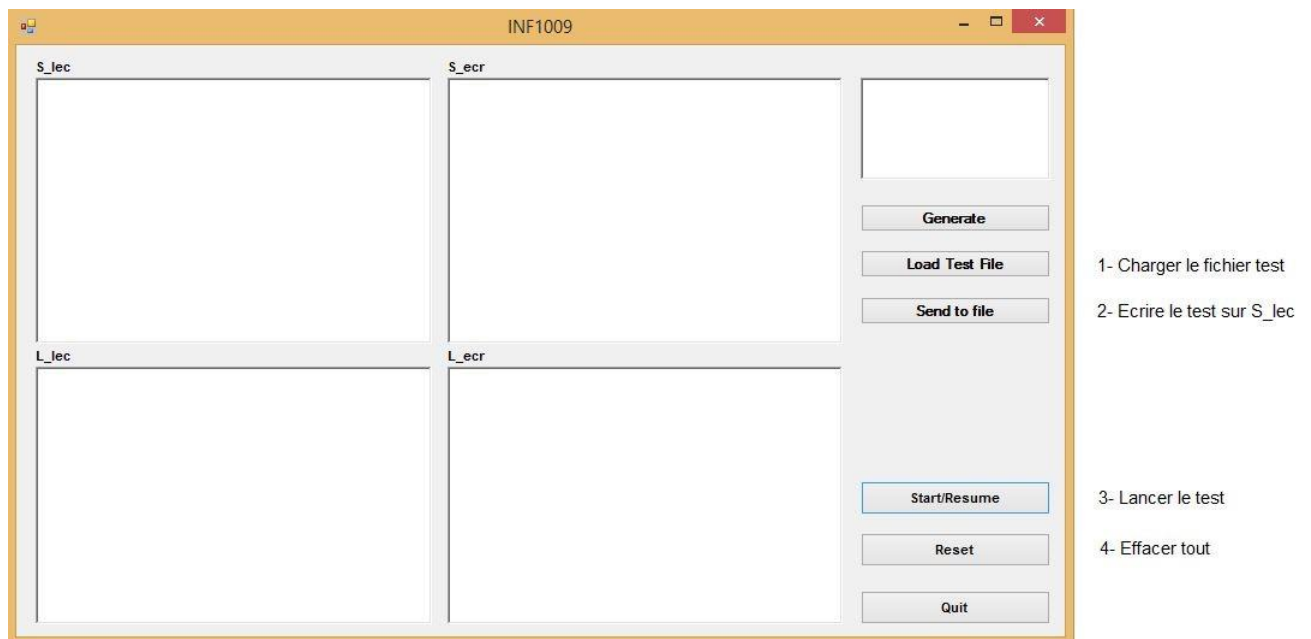 INF1009
S_lec
S_ecr
Generate
Load Test File
1- Charger le fichier test
Send to file
2- Ecrire le test sur S_lec
L_lec
L_ecr
Start/Resume
3- Lancer le test
Reset
4- Effacer tout
Quit